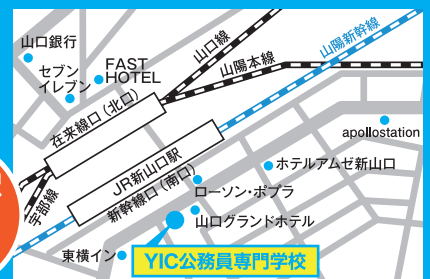 山口銀行
セブン
イレブン
FAST
HOTEL
山口線
山陽本線
山陽新幹線
在来線口(北口)
宇部線
JR新山口駅
新幹線口(南口)
apollostation
ホテルアムゼ新山口
ローソン・ポプラ
山口グランドホテル
東横イン
YIC公務員専門学校